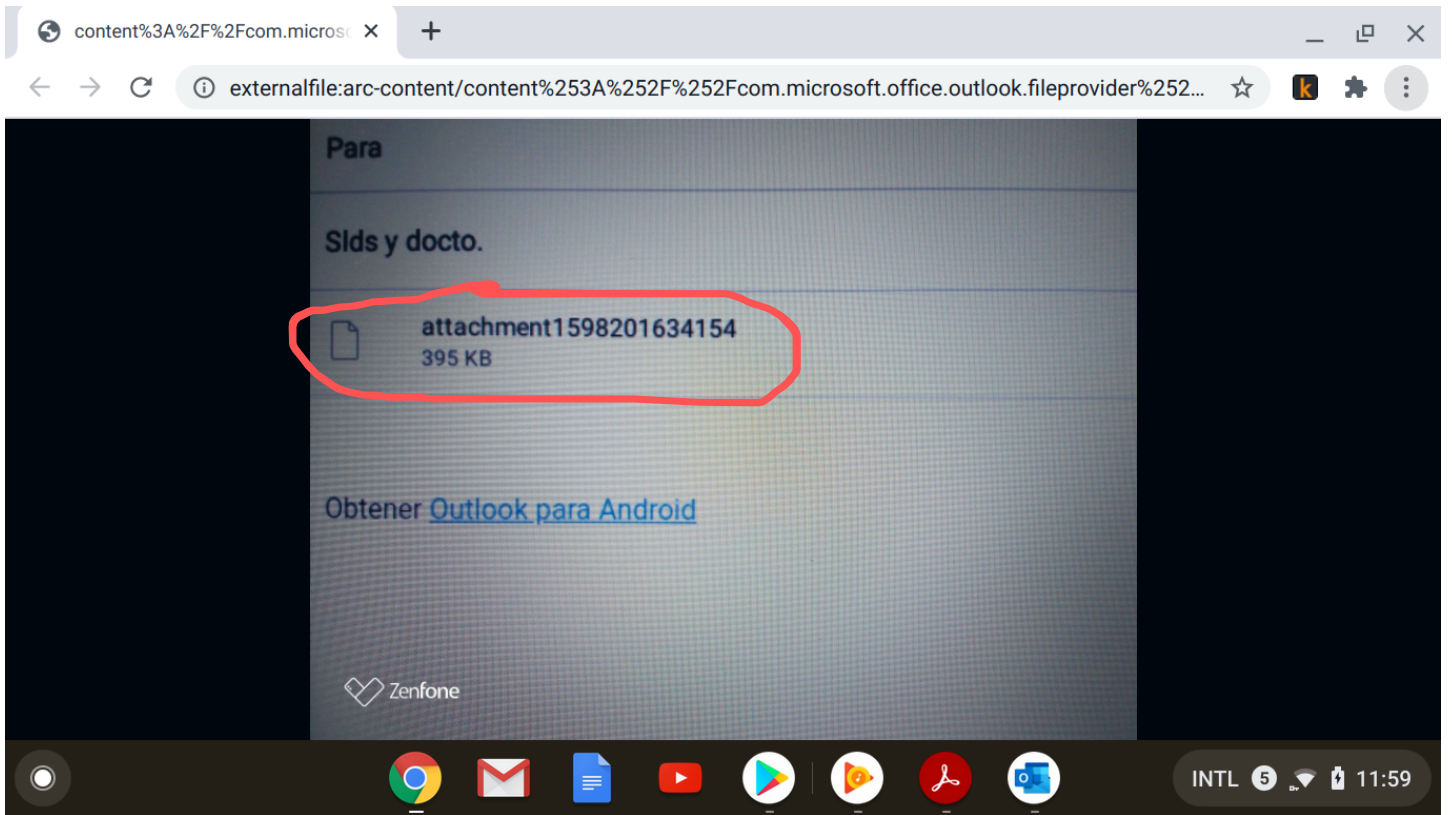 content%3A%2F%2Fcom.micros
externalfile:arc-content/content%253A%252F%252Fcom.microsoft.office.outlook.fileprovider%252...
k
Para
Slds y docto.
attachment1598201634154
395 KB
Obtener Outlook para Android
Zenfone
INTL 5 11:59